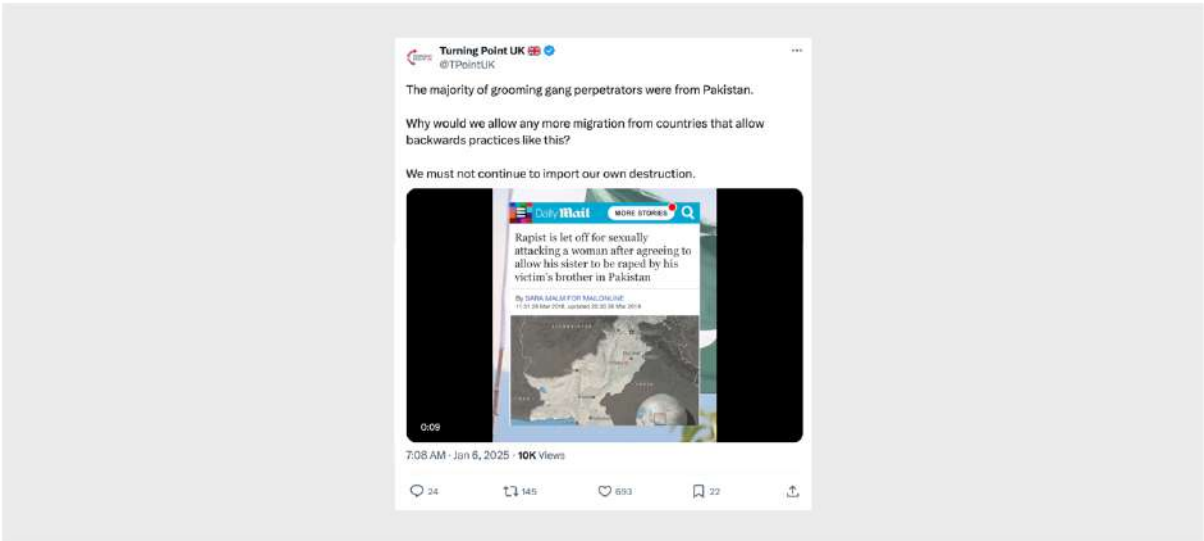 Turning Point UK 🇬🇧
@TPointUK
The majority of grooming gang perpetrators were from Pakistan.
Why would we allow any more migration from countries that allow
backwards practices like this?
We must not continue to import our own destruction.
Daily Mail
MORE STORIES
Rapist is let off for sexually
attacking a woman after agreeing to
allow his sister to be raped by his
victim's brother in Pakistan
By SARA MALM FOR MAILONLINE
0:09
7:08 AM · Jan 6, 2025 · 10K Views
24 145 693 22